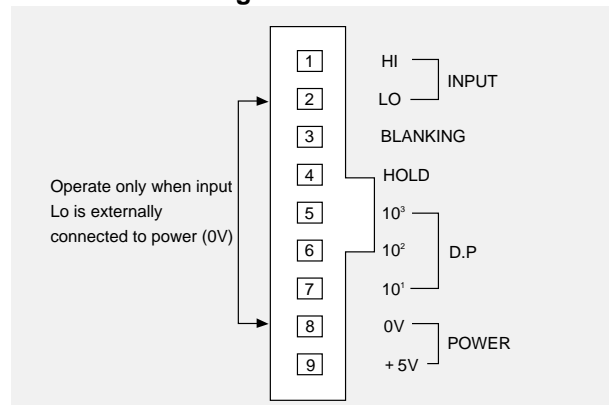 1 HI
INPUT
2 LO
3 BLANKING
4 HOLD
Operate only when input
Lo is externally
connected to power (0V)
5 10³
6 10² D.P
7 10¹
8 0V
POWER
9 + 5V